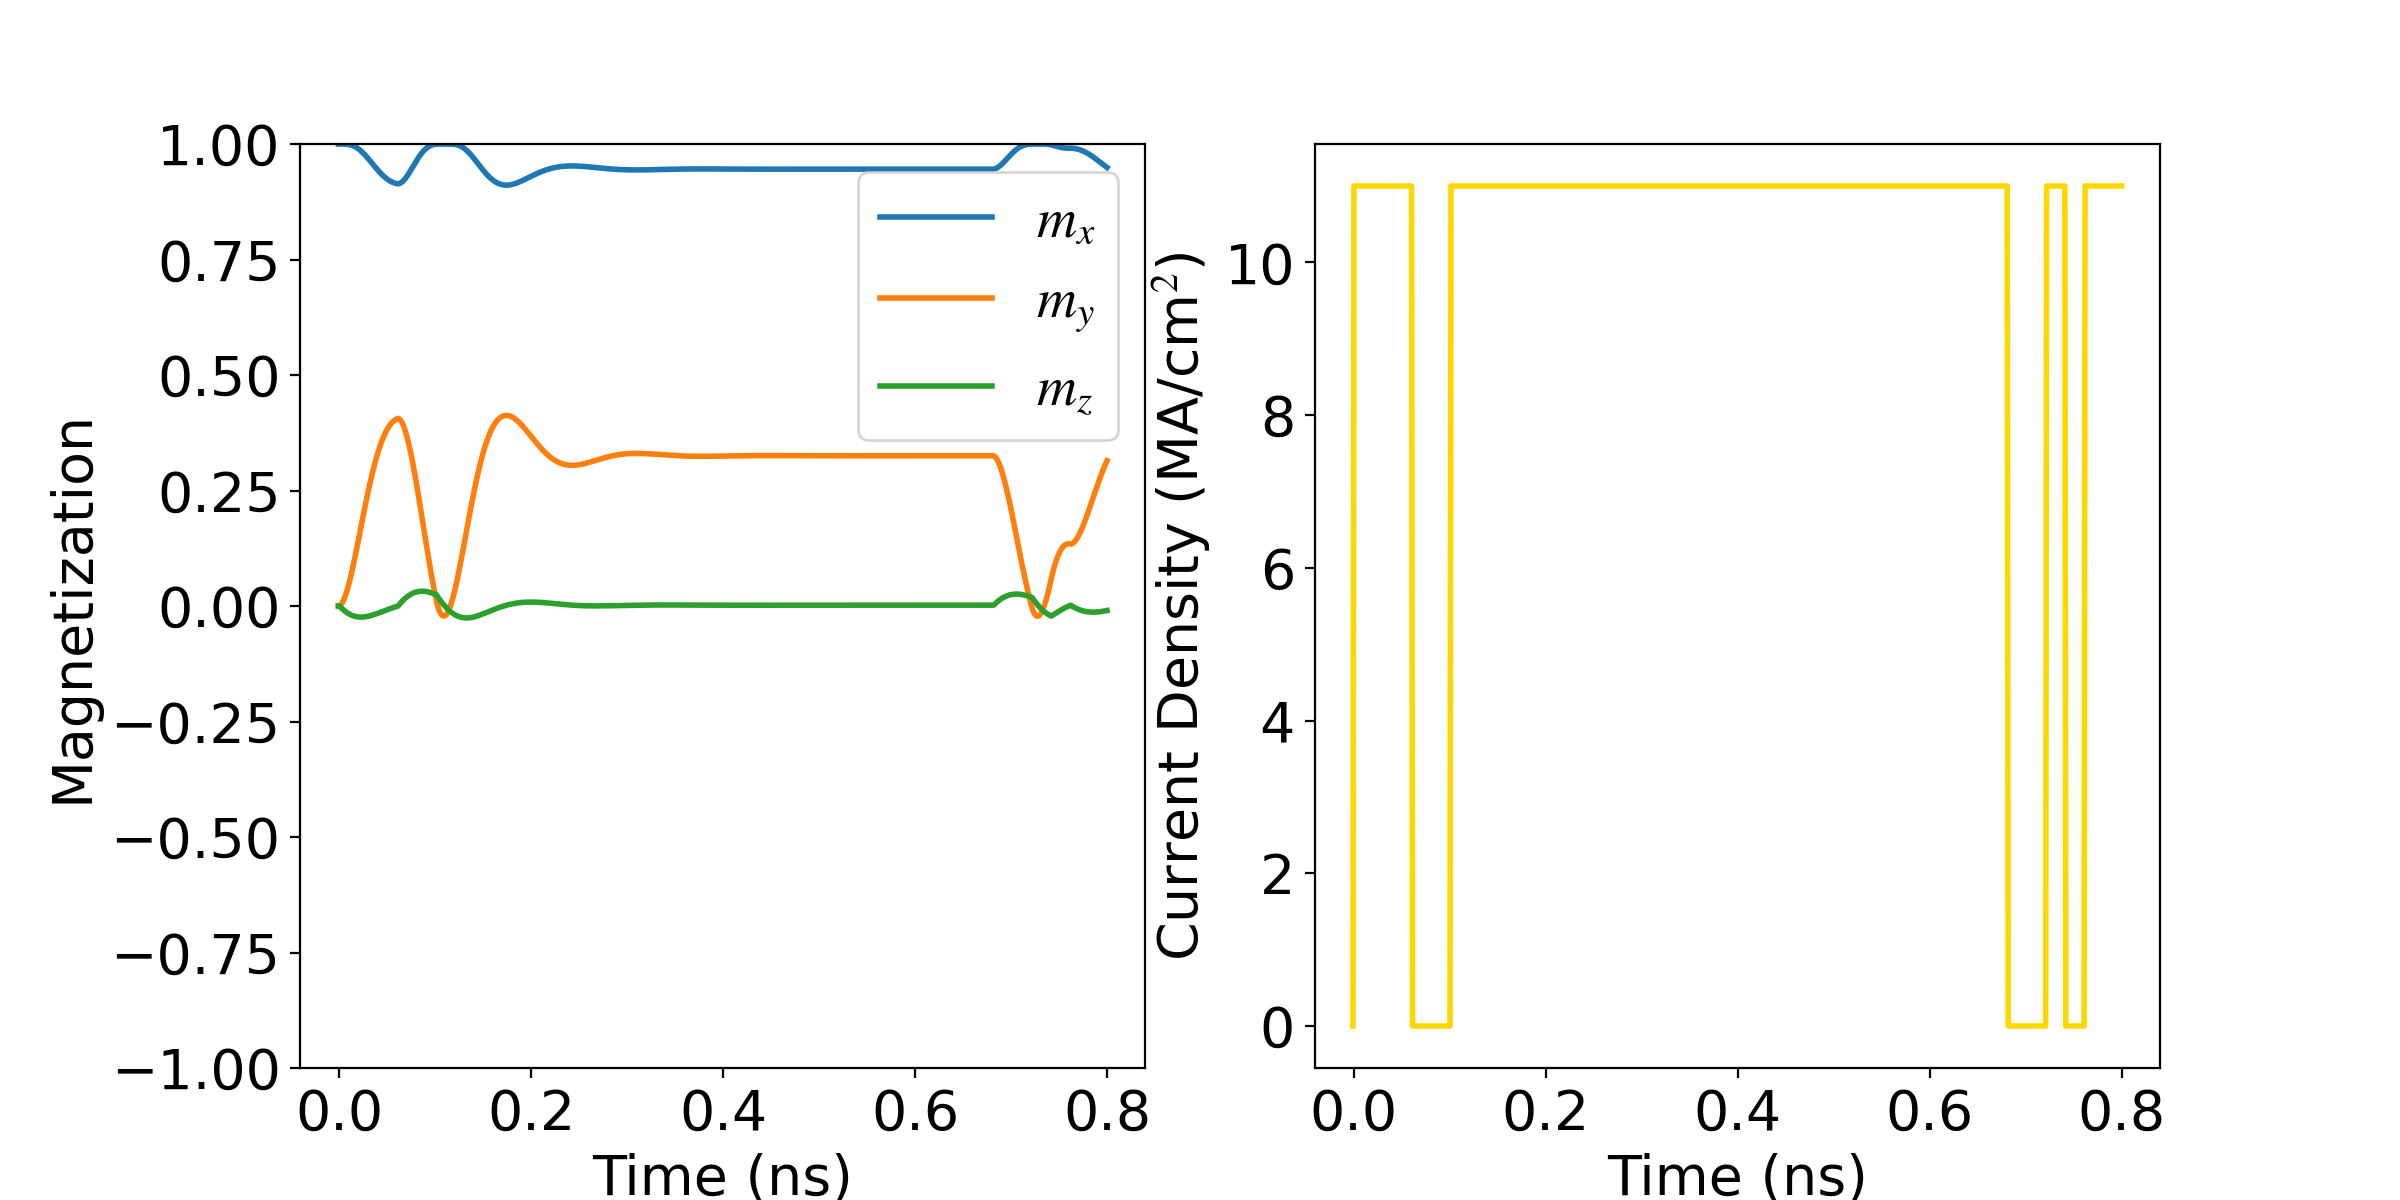 Magnetization
1.00
0.75
0.50
0.25
0.00
−0.25
−0.50
−0.75
−1.00
0.0 0.2 0.4 0.6 0.8
Time (ns)
m_x
m_y
m_z
Current Density (MA/cm²)
10
8
6
4
2
0
0.0 0.2 0.4 0.6 0.8
Time (ns)